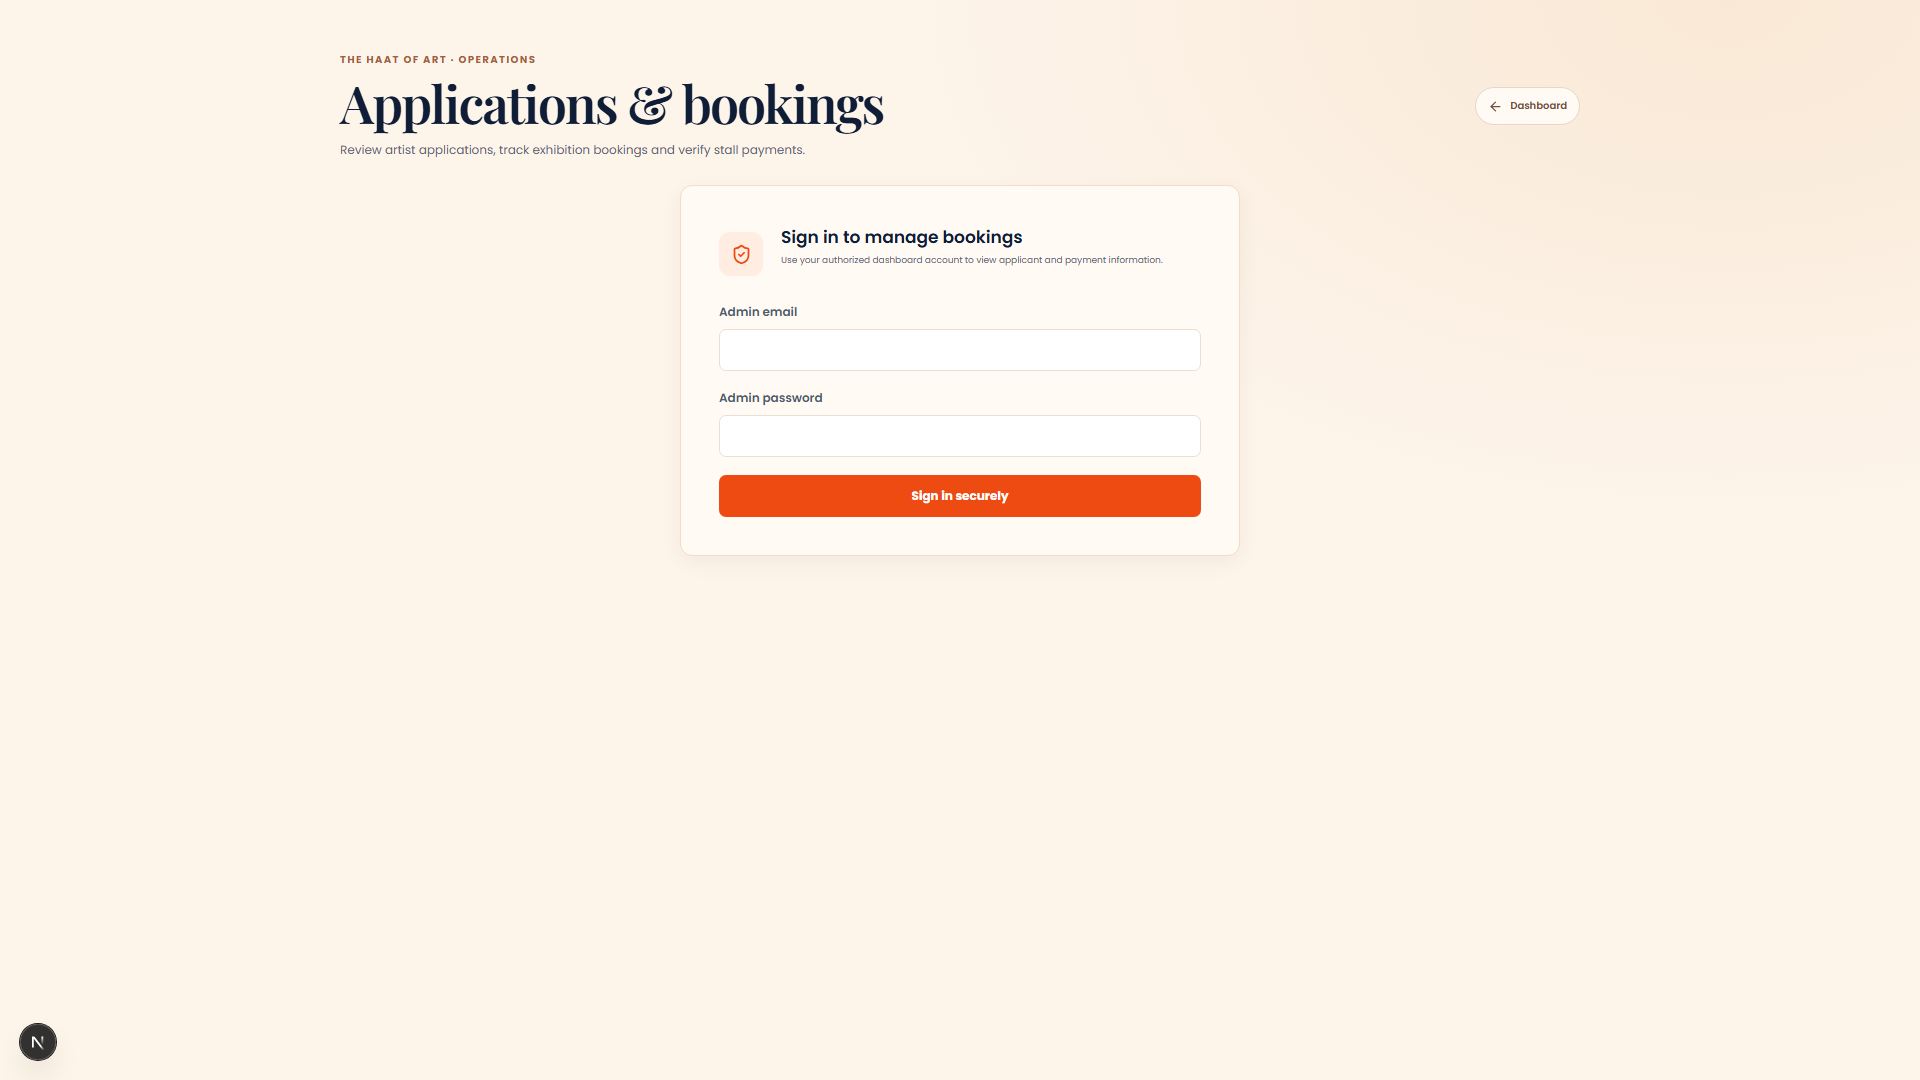 THE HAAT OF ART · OPERATIONS
Applications & bookings
Dashboard
Review artist applications, track exhibition bookings and verify stall payments.
Sign in to manage bookings
Use your authorized dashboard account to view applicant and payment information.
Admin email
Admin password
Sign in securely
N